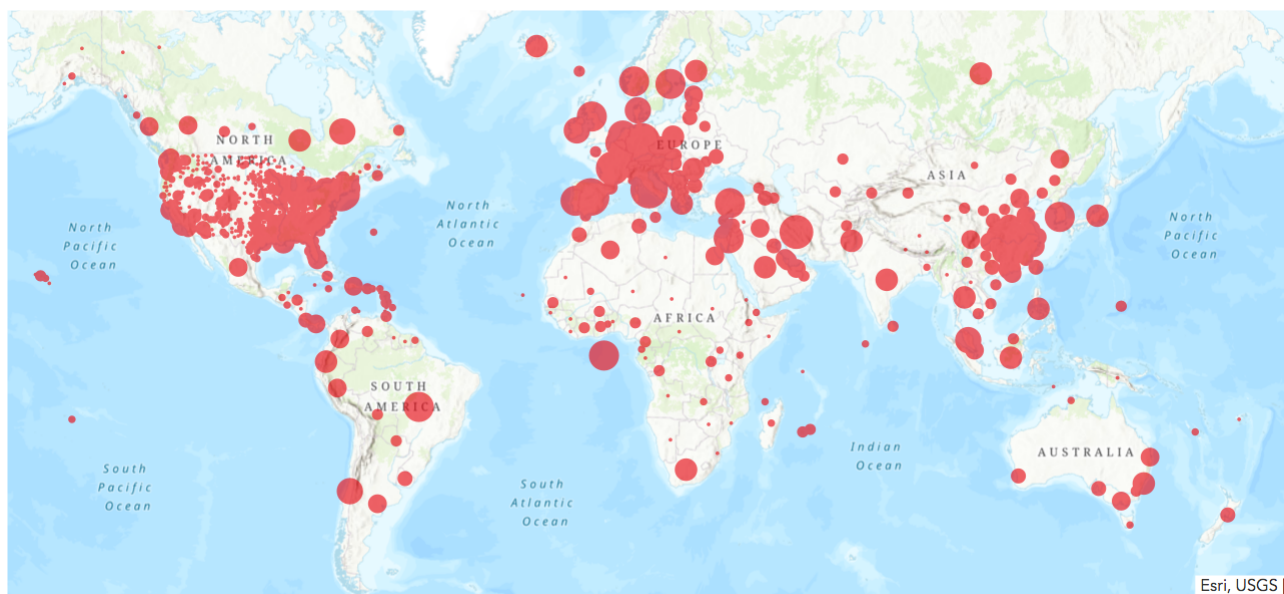 NORTH
AMERICA
EUROPE
ASIA
North
Pacific
Ocean
North
Atlantic
Ocean
North
Pacific
Ocean
AFRICA
SOUTH
AMERICA
Indian
Ocean
AUSTRALIA
South
Pacific
Ocean
South
Atlantic
Ocean
Esri, USGS |